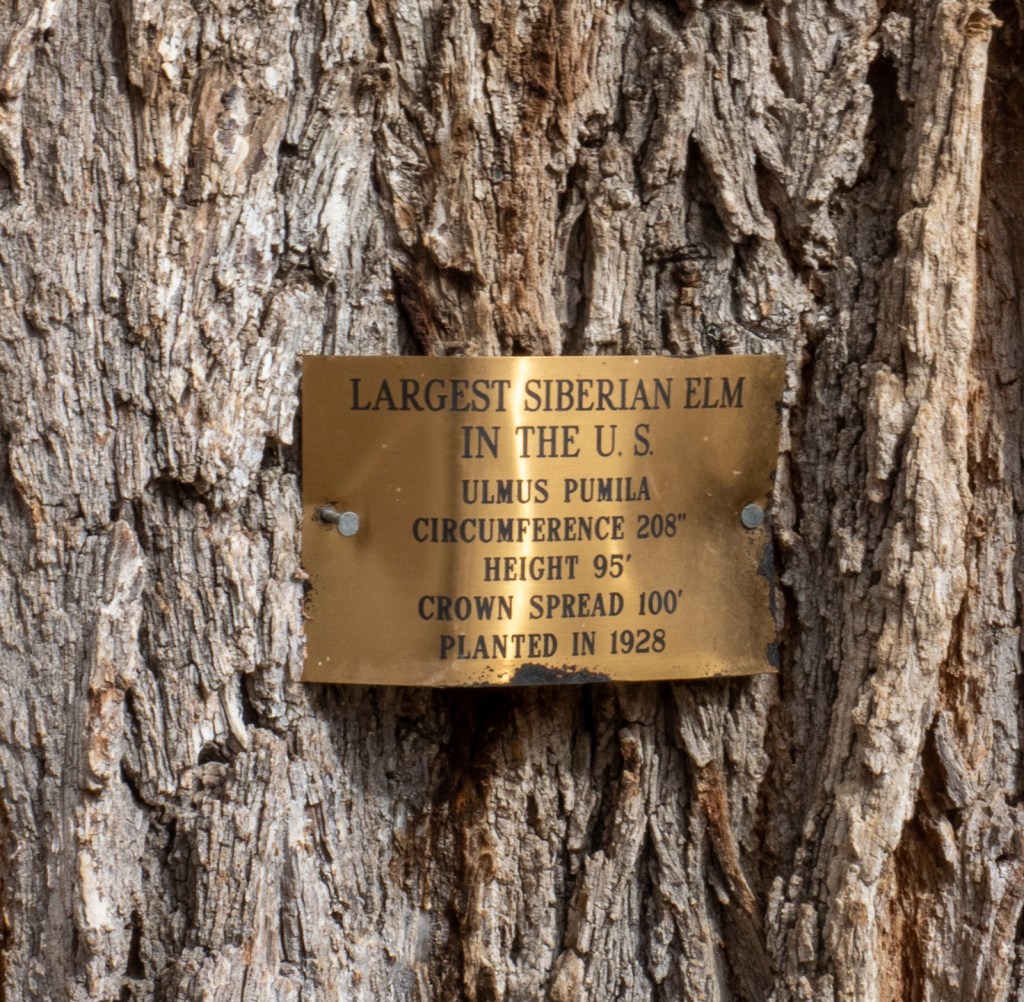 LARGEST SIBERIAN ELM
IN THE U. S.
ULMUS PUMILA
CIRCUMFERENCE 208"
HEIGHT 95'
CROWN SPREAD 100'
PLANTED IN 1928